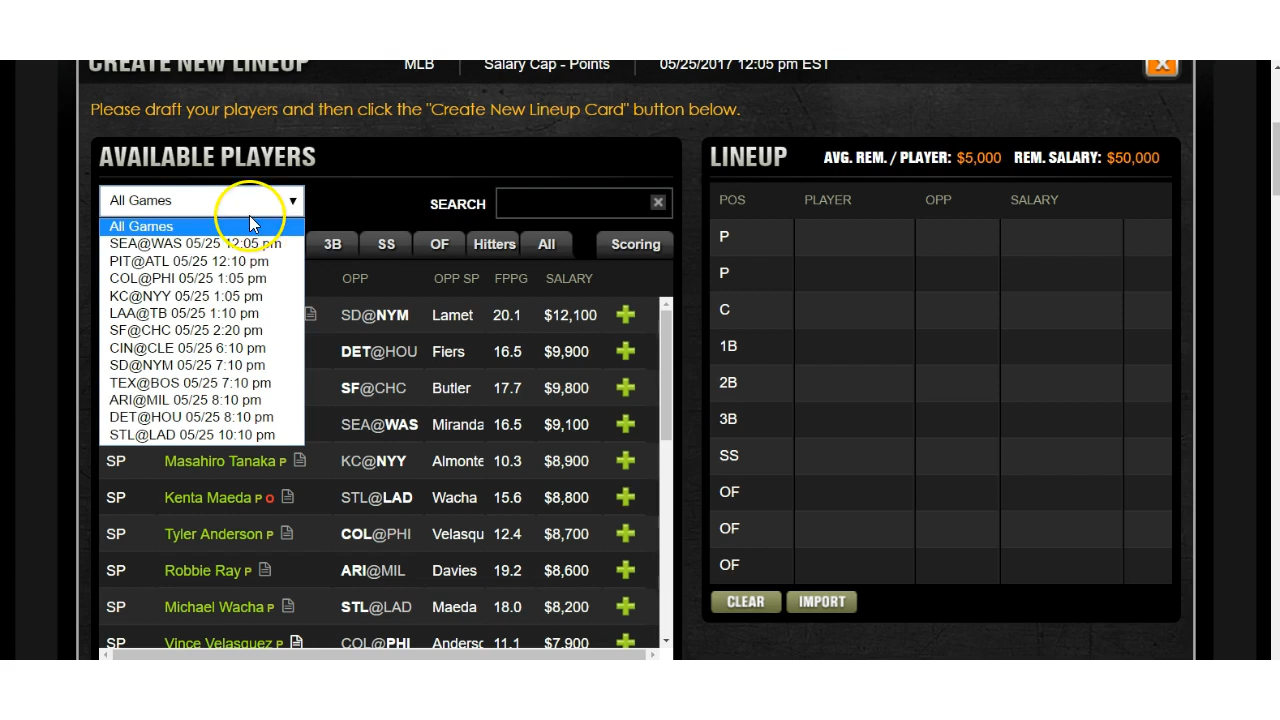 CREATE NEW LINEUP MLB Salary Cap - Points 05/25/2017 12:05 pm EST X
Please draft your players and then click the "Create New Lineup Card" button below.
AVAILABLE PLAYERS
All Games ▼ SEARCH
All Games
SEA@WAS 05/25 12:05 pm
PIT@ATL 05/25 12:10 pm
COL@PHI 05/25 1:05 pm
KC@NYY 05/25 1:05 pm
LAA@TB 05/25 1:10 pm
SF@CHC 05/25 2:20 pm
CIN@CLE 05/25 6:10 pm
SD@NYM 05/25 7:10 pm
TEX@BOS 05/25 7:10 pm
ARI@MIL 05/25 8:10 pm
DET@HOU 05/25 8:10 pm
STL@LAD 05/25 10:10 pm
3B SS OF Hitters All Scoring
OPP OPP SP FPPG SALARY
SD@NYM Lamet 20.1 $12,100
DET@HOU Fiers 16.5 $9,900
SF@CHC Butler 17.7 $9,800
SEA@WAS Miranda 16.5 $9,100
SP Masahiro Tanaka P KC@NYY Almonte 10.3 $8,900
SP Kenta Maeda P O STL@LAD Wacha 15.6 $8,800
SP Tyler Anderson P COL@PHI Velasqu 12.4 $8,700
SP Robbie Ray P ARI@MIL Davies 19.2 $8,600
SP Michael Wacha P STL@LAD Maeda 18.0 $8,200
SP Vince Velasquez P COL@PHI Andersc 11.1 $7,900
LINEUP AVG. REM. / PLAYER: $5,000 REM. SALARY: $50,000
POS PLAYER OPP SALARY
P
P
C
1B
2B
3B
SS
OF
OF
OF
CLEAR IMPORT